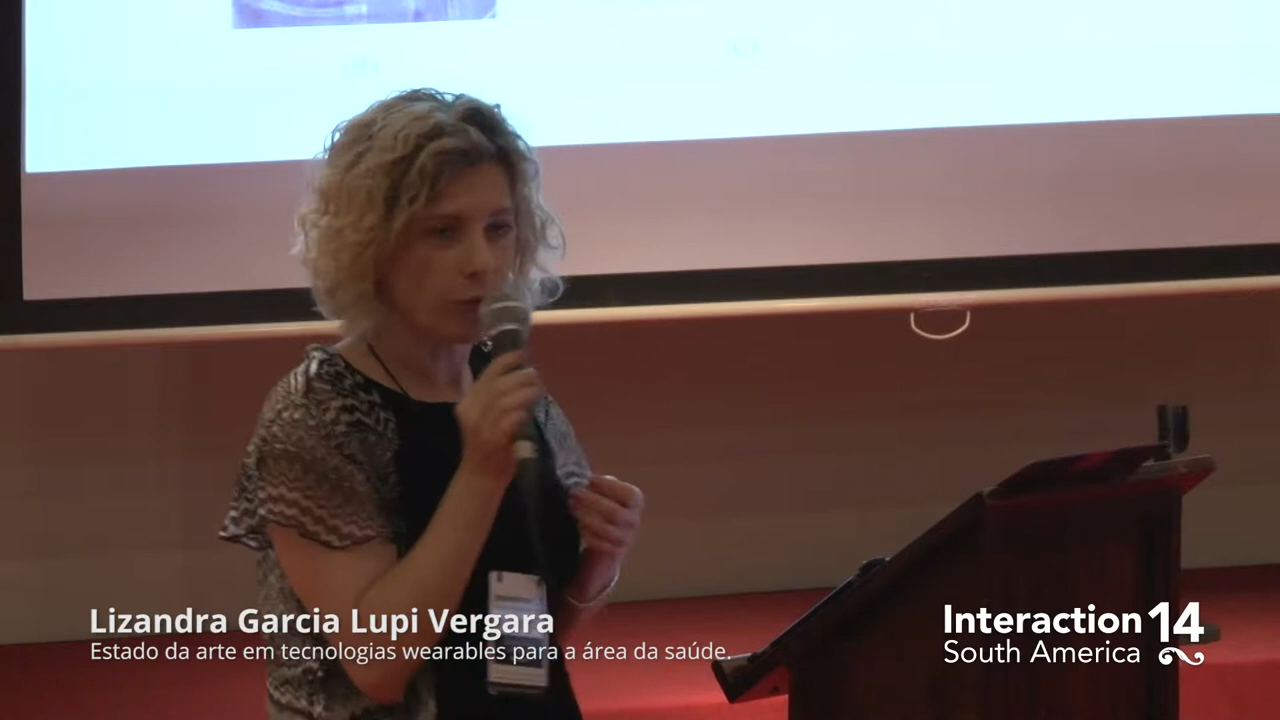 Lizandra Garcia Lupi Vergara
Estado da arte em tecnologias wearables para a área da saúde.
Interaction 14
South America